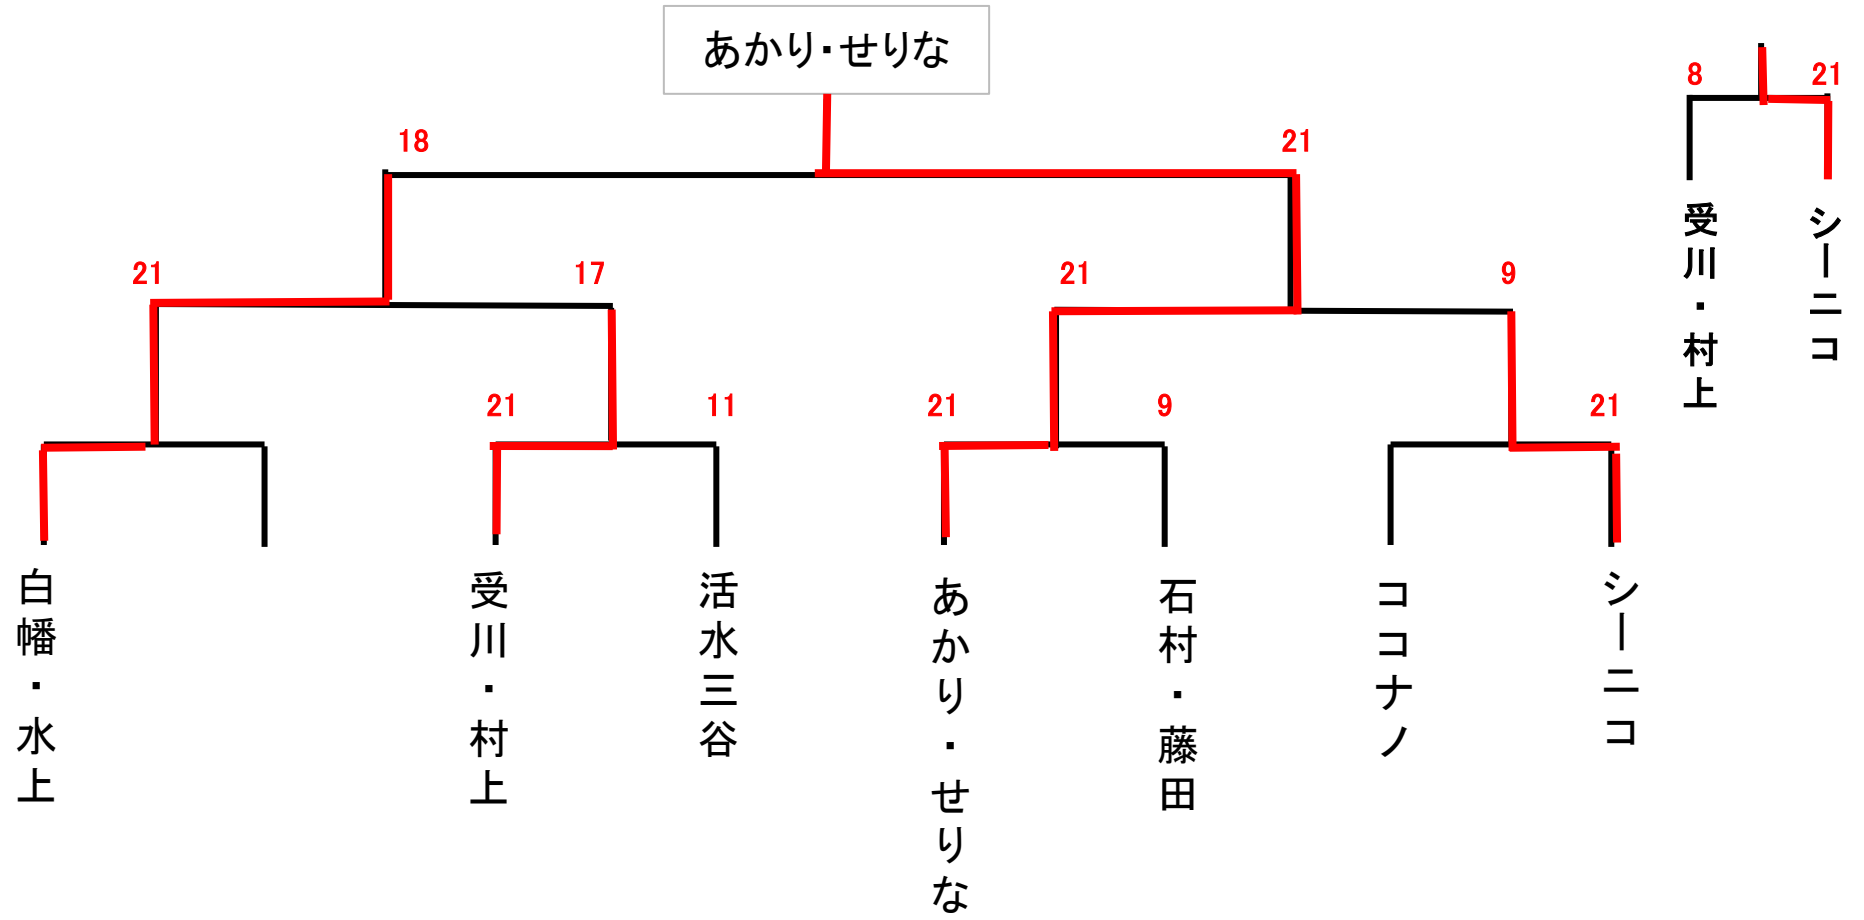 あかり・せりな
8
21
18
21
受川・村上
シーニコ
21
17
21
9
21
11
21
9
21
白幡・水上
受川・村上
活水三谷
あかり・せりな
石村・藤田
ココナノ
シーニコ